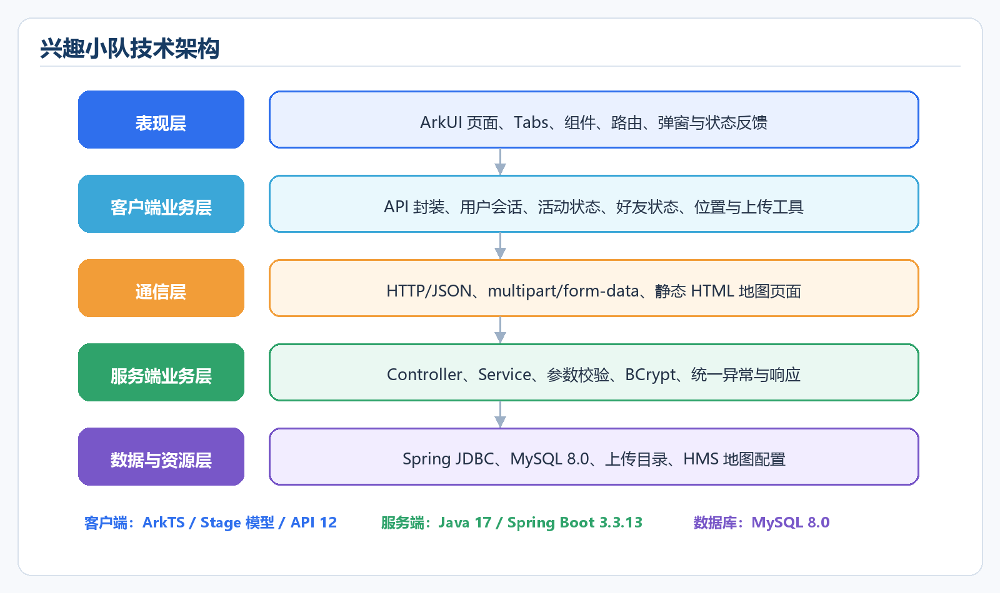 兴趣小队技术架构
表现层
ArkUI 页面、Tabs、组件、路由、弹窗与状态反馈
客户端业务层
API 封装、用户会话、活动状态、好友状态、位置与上传工具
通信层
HTTP/JSON、multipart/form-data、静态 HTML 地图页面
服务端业务层
Controller、Service、参数校验、BCrypt、统一异常与响应
数据与资源层
Spring JDBC、MySQL 8.0、上传目录、HMS 地图配置
客户端：ArkTS / Stage 模型 / API 12
服务端：Java 17 / Spring Boot 3.3.13
数据库：MySQL 8.0